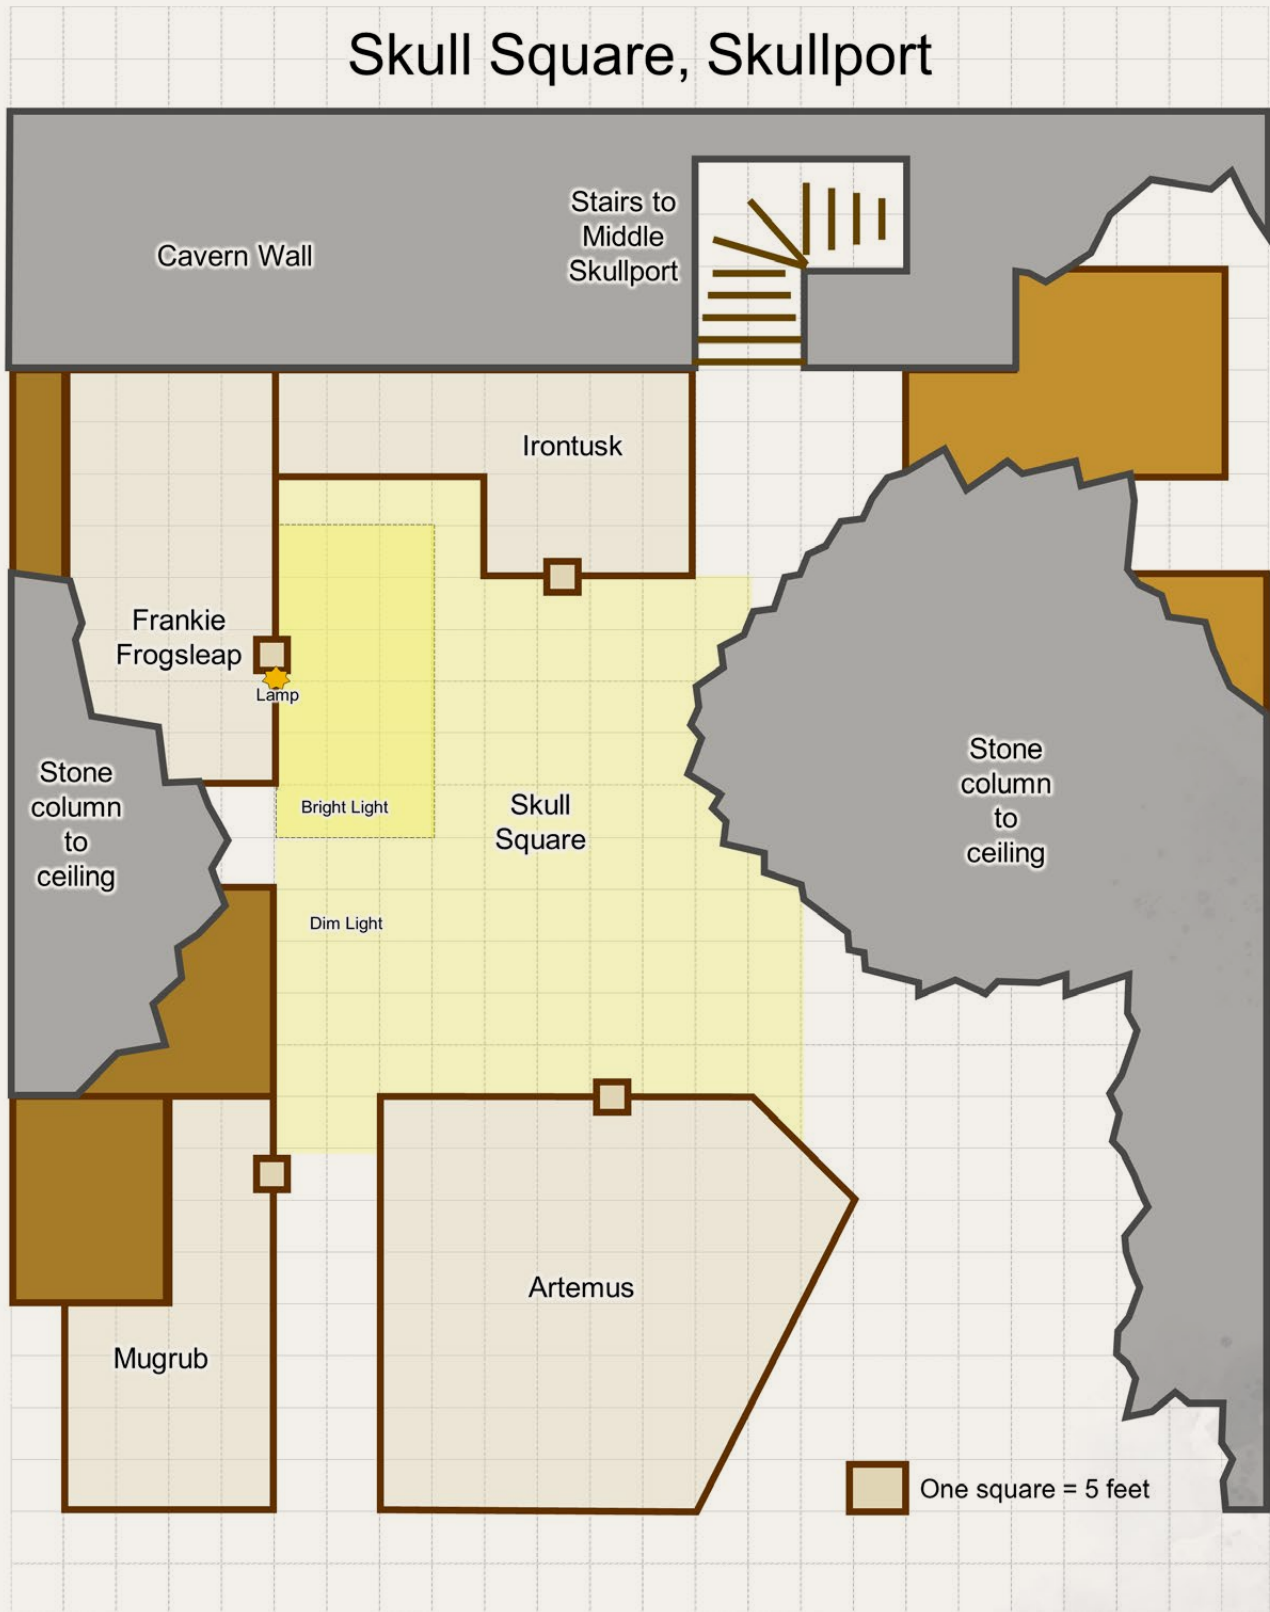 Skull Square, Skullport
Stairs to
Middle
Skullport
Cavern Wall
Irontusk
Frankie
Frogsleap
Lamp
Stone
column
to
ceiling
Bright Light
Skull
Square
Stone
column
to
ceiling
Dim Light
Artemus
Mugrub
One square = 5 feet